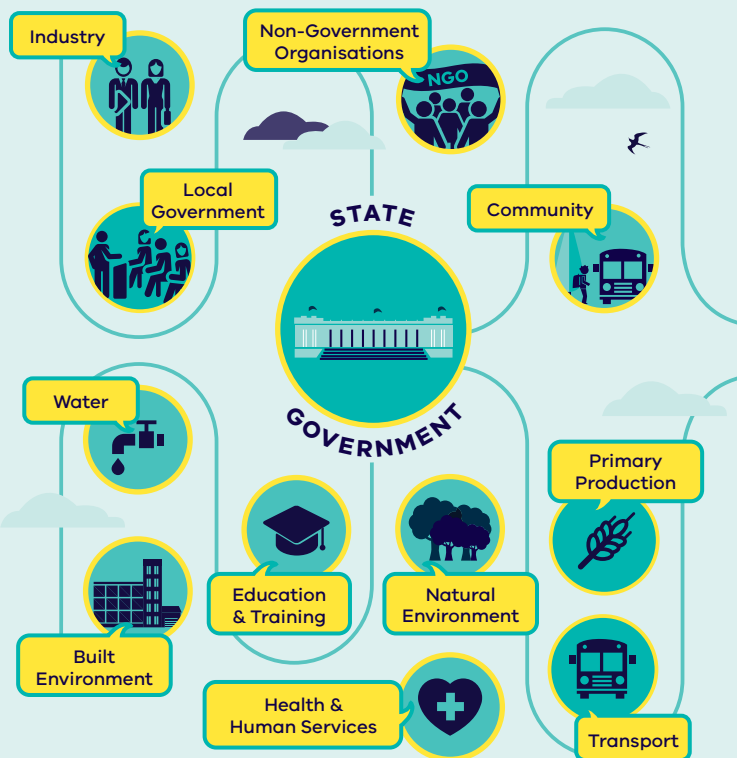 Industry
Non-Government
Organisations
NGO
Local
Government
STATE
GOVERNMENT
Community
Water
Primary
Production
Education
& Training
Natural
Environment
Built
Environment
Health &
Human Services
Transport